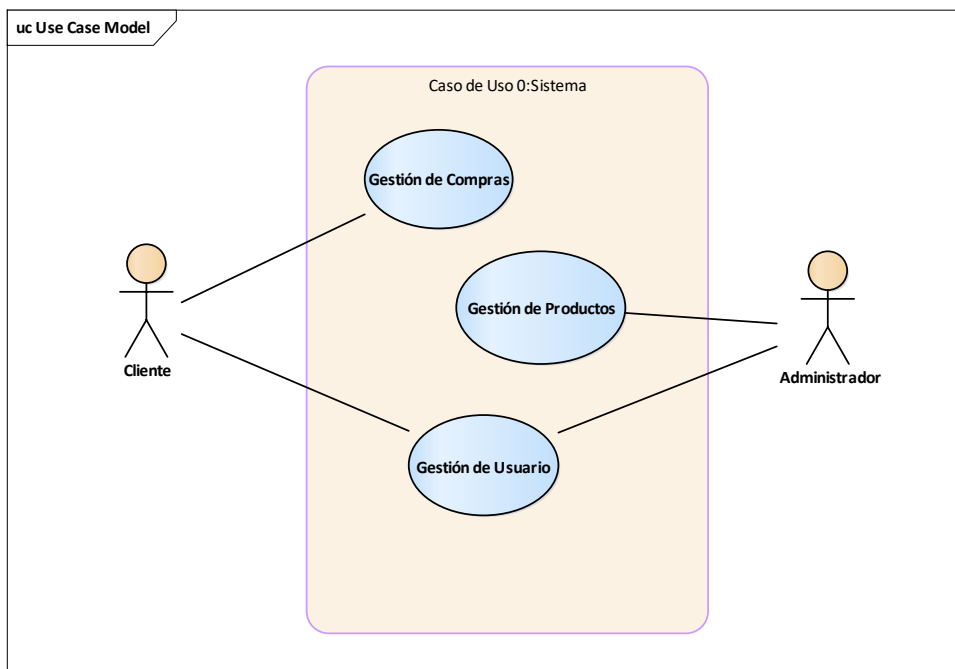 uc Use Case Model
Caso de Uso 0:Sistema
Gestión de Compras
Gestión de Productos
Cliente
Administrador
Gestión de Usuario